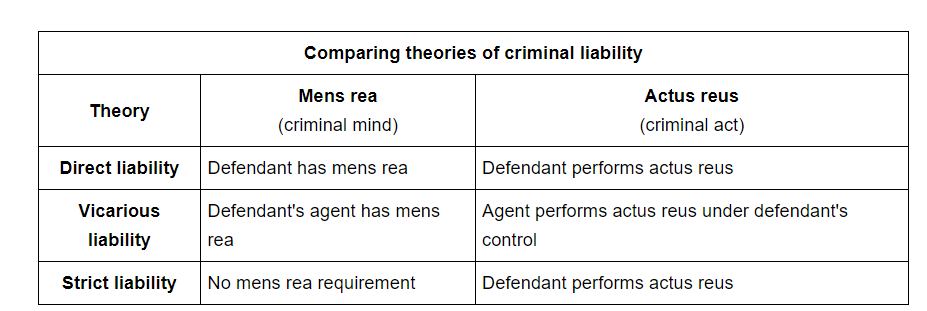 Comparing theories of criminal liability
Theory
Mens rea
(criminal mind)
Actus reus
(criminal act)
Direct liability
Defendant has mens rea
Defendant performs actus reus
Vicarious
liability
Defendant's agent has mens
rea
Agent performs actus reus under defendant's
control
Strict liability
No mens rea requirement
Defendant performs actus reus